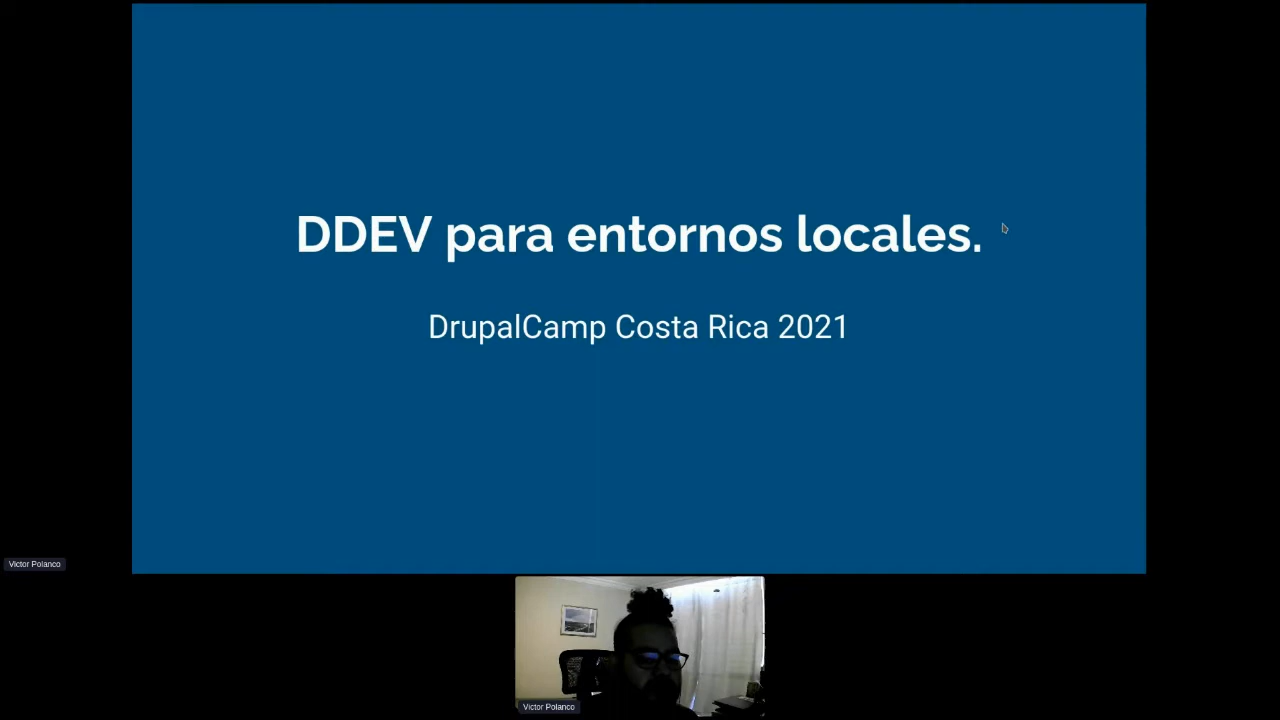 DDEV para entornos locales.
DrupalCamp Costa Rica 2021
Victor Polanco
Victor Polanco